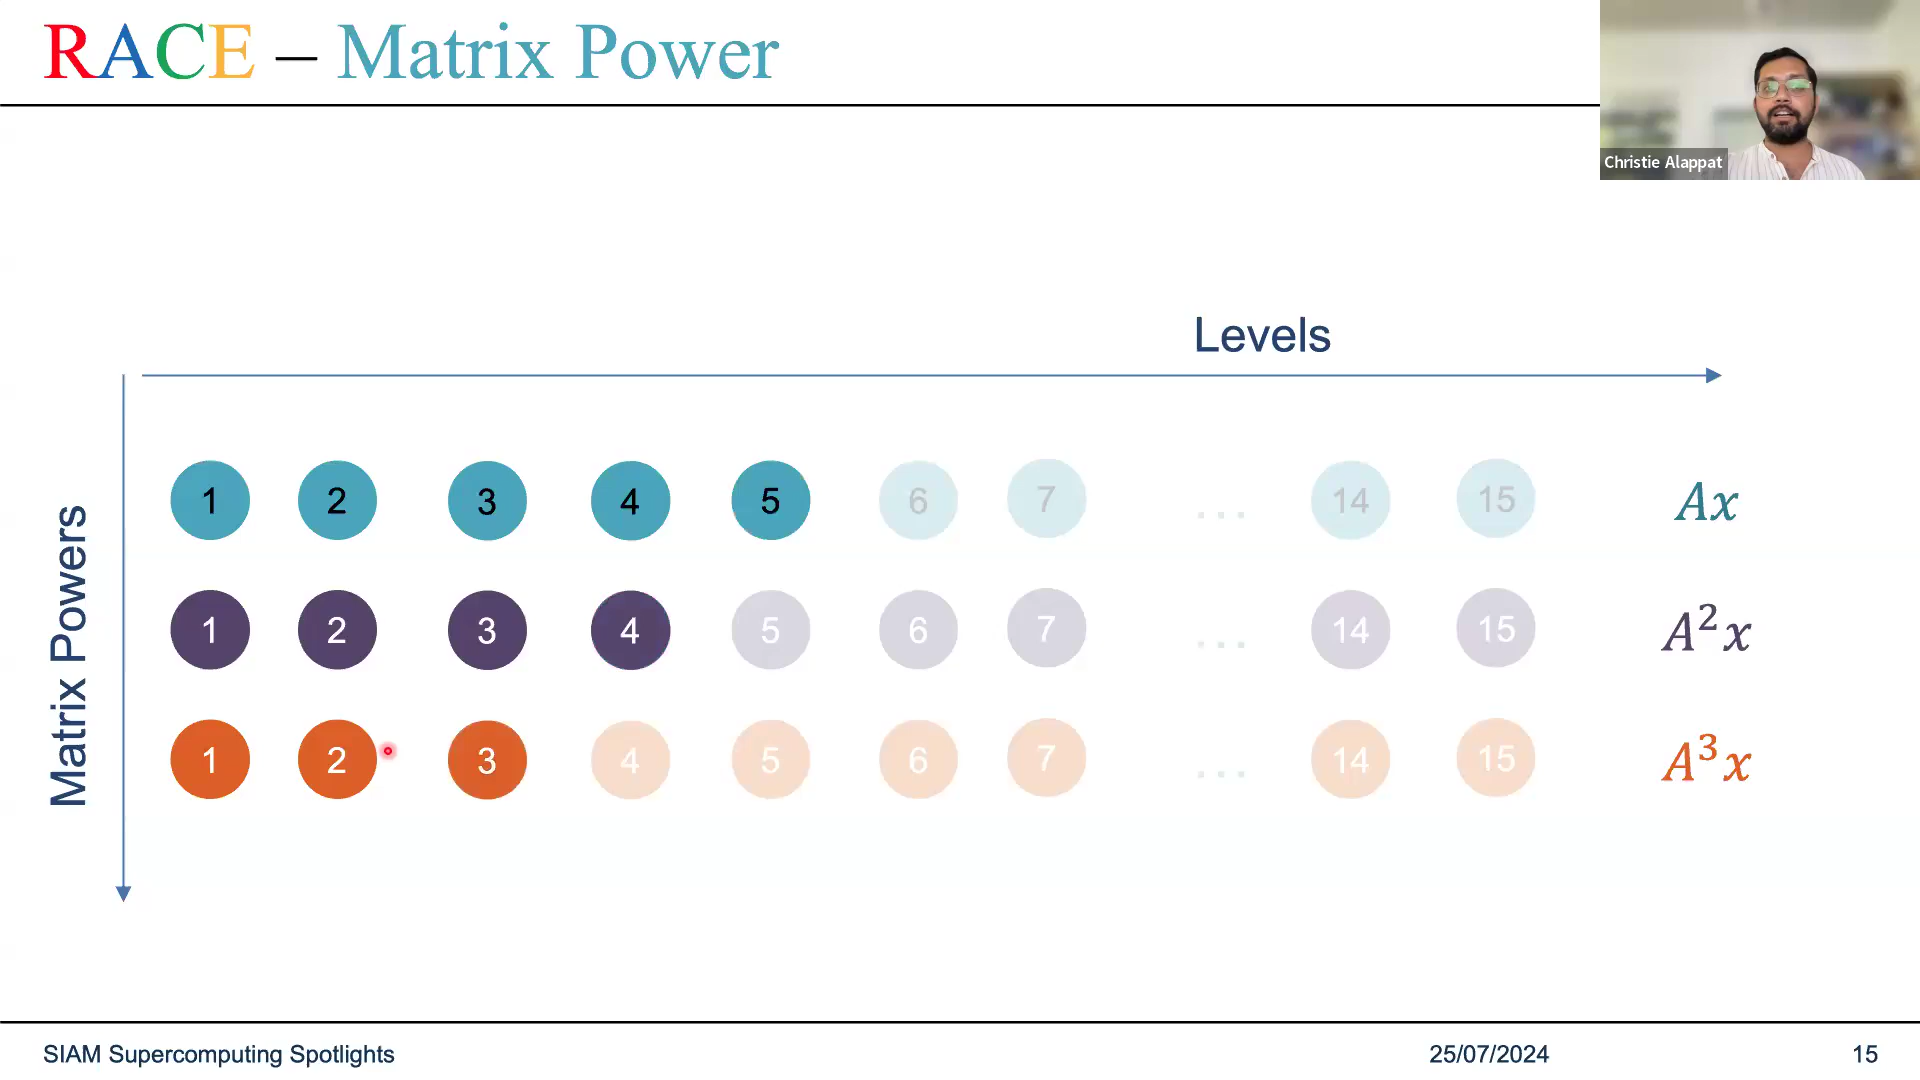 RACE – Matrix Power
Christie Alappat
Levels
Matrix Powers
1 2 3 4 5 6 7 ... 14 15 Ax
1 2 3 4 5 6 7 ... 14 15 A²x
1 2 3 4 5 6 7 ... 14 15 A³x
SIAM Supercomputing Spotlights 25/07/2024 15